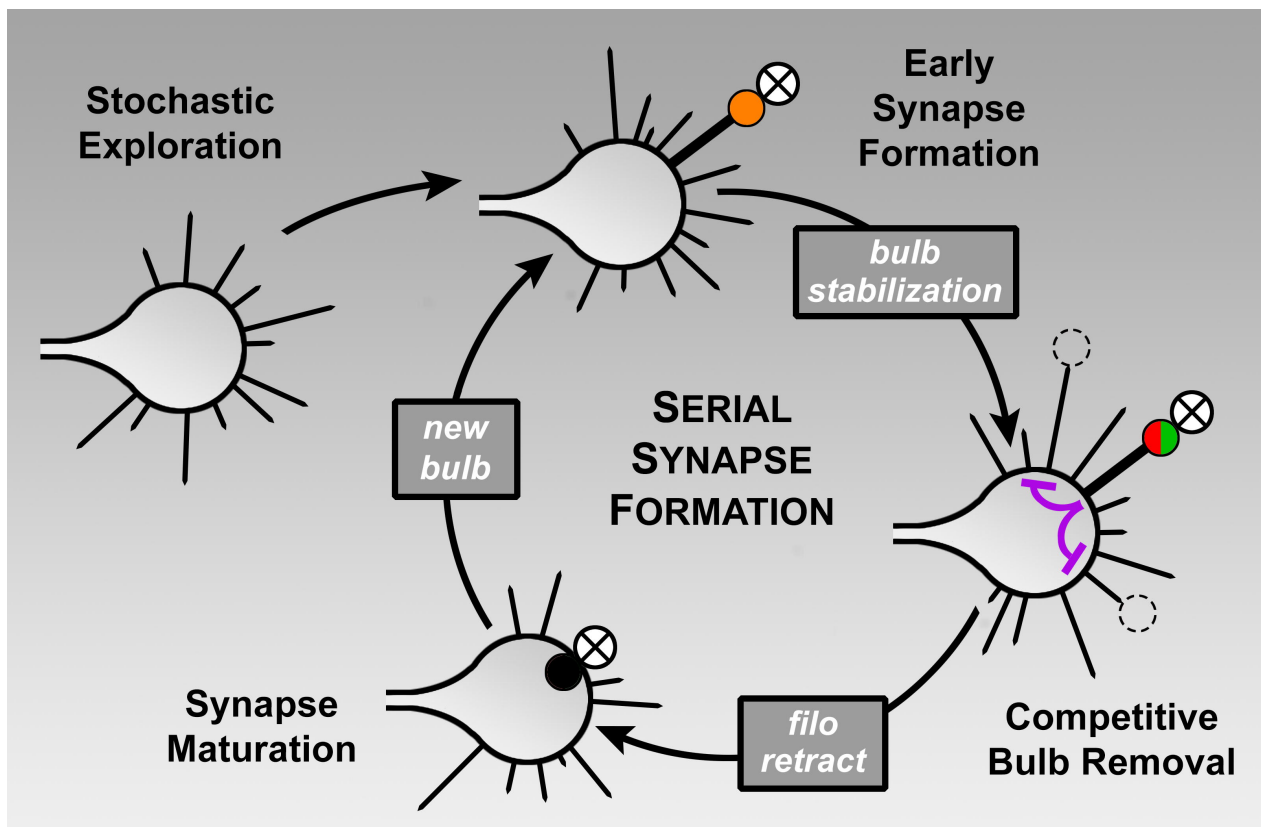 Stochastic
Exploration
Early
Synapse
Formation
bulb
stabilization
SERIAL
SYNAPSE
FORMATION
new
bulb
Synapse
Maturation
filo
retract
Competitive
Bulb Removal